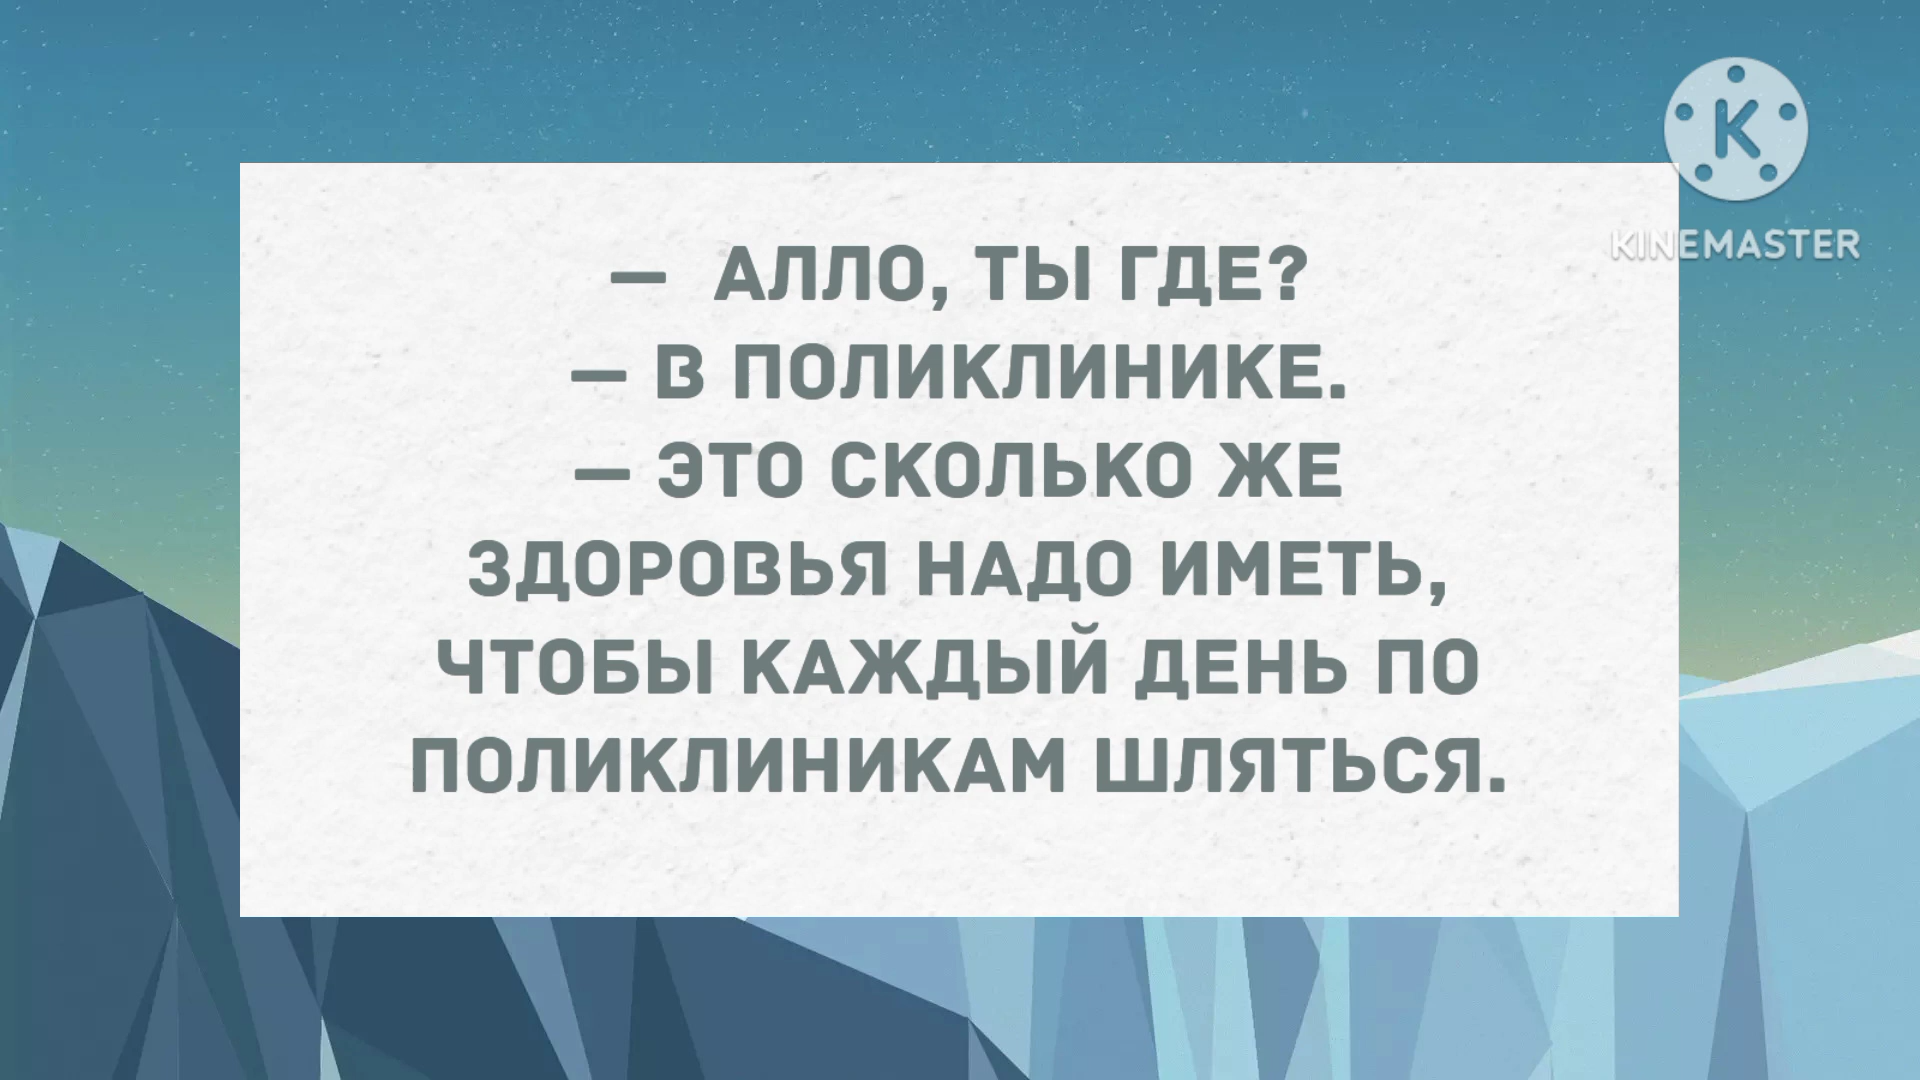 K
KINEMASTER
— АЛЛО, ТЫ ГДЕ?
— В ПОЛИКЛИНИКЕ.
— ЭТО СКОЛЬКО ЖЕ
ЗДОРОВЬЯ НАДО ИМЕТЬ,
ЧТОБЫ КАЖДЫЙ ДЕНЬ ПО
ПОЛИКЛИНИКАМ ШЛЯТЬСЯ.